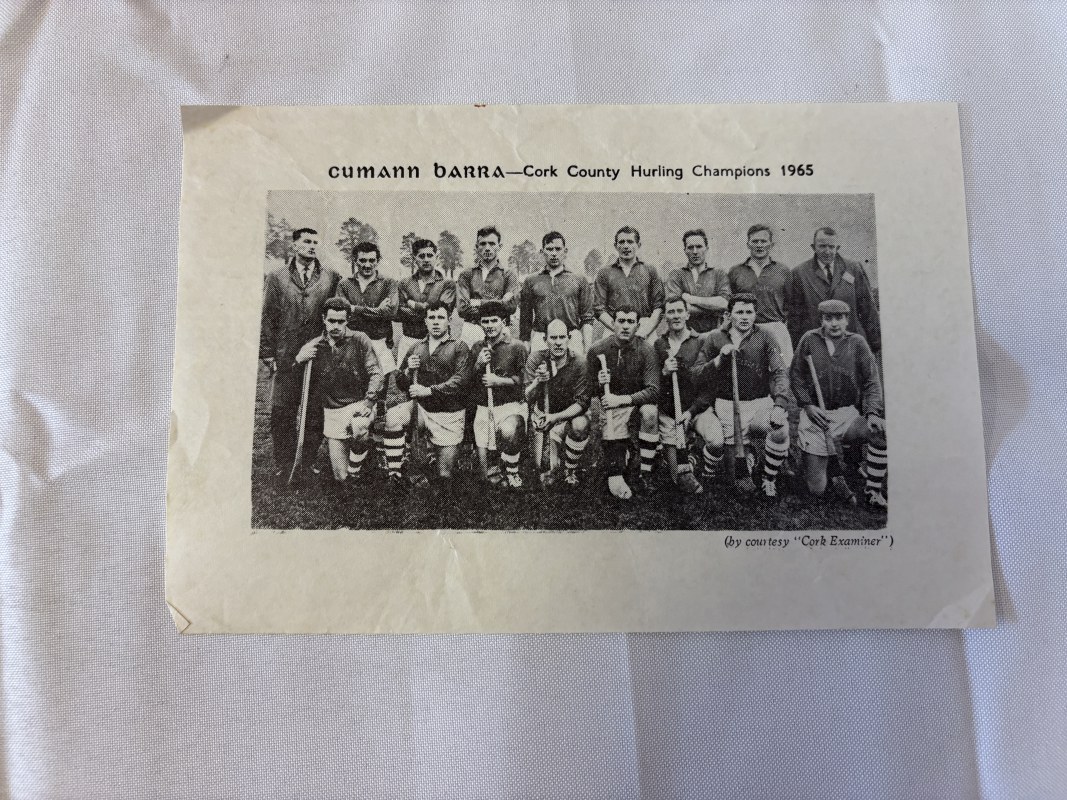 cumann barra—Cork County Hurling Champions 1965
(by courtesy "Cork Examiner")